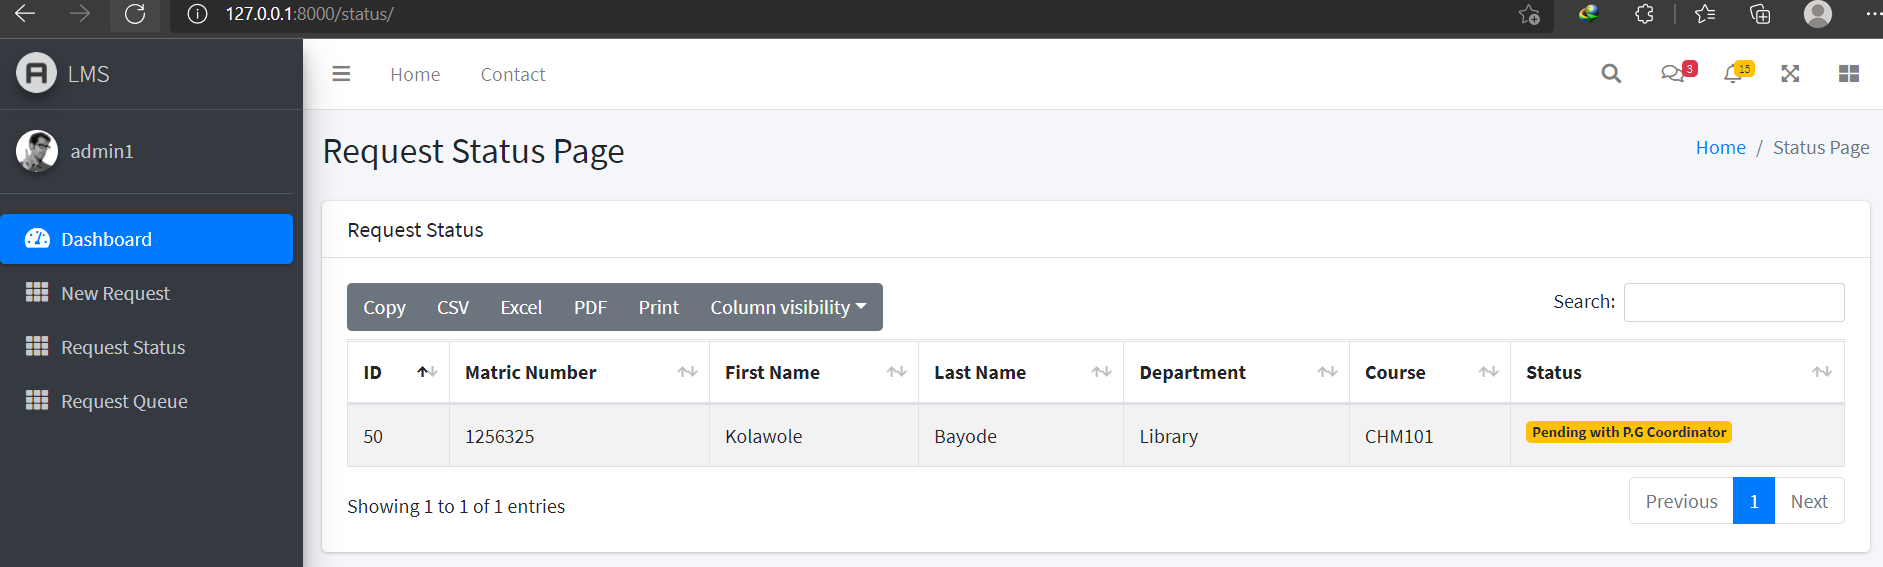 127.0.0.1:8000/status/
LMS
Home Contact
3
15
admin1
Request Status Page
Home / Status Page
Dashboard
New Request
Request Status
Request Queue
Request Status
Copy CSV Excel PDF Print Column visibility
Search:
ID Matric Number First Name Last Name Department Course Status
50 1256325 Kolawole Bayode Library CHM101 Pending with P.G Coordinator
Showing 1 to 1 of 1 entries
Previous 1 Next